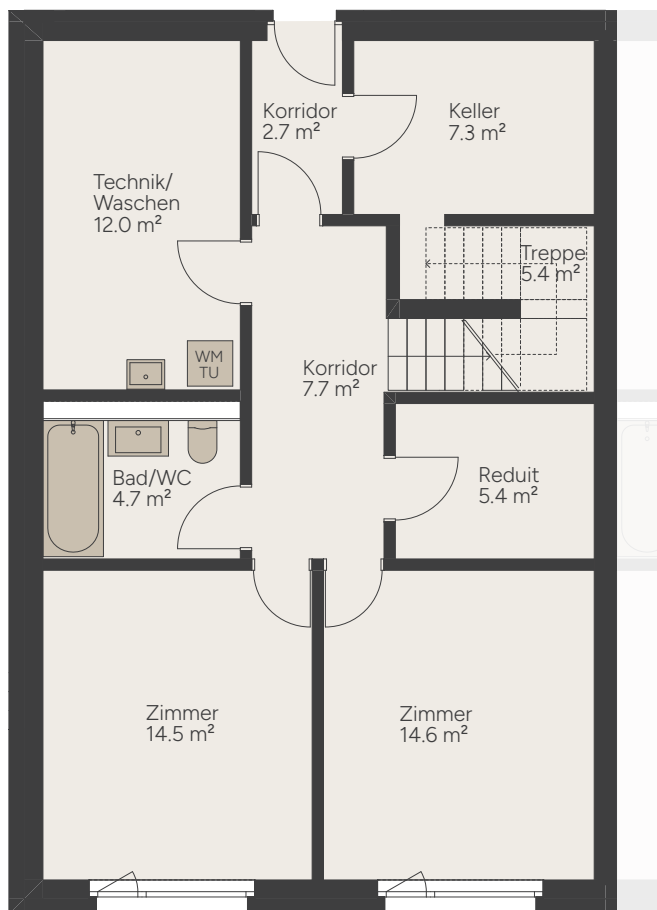 Korridor
2.7 m²
Keller
7.3 m²
Technik/
Waschen
12.0 m²
Treppe
5.4 m²
WM
TU
Korridor
7.7 m²
Bad/WC
4.7 m²
Reduit
5.4 m²
Zimmer
14.5 m²
Zimmer
14.6 m²